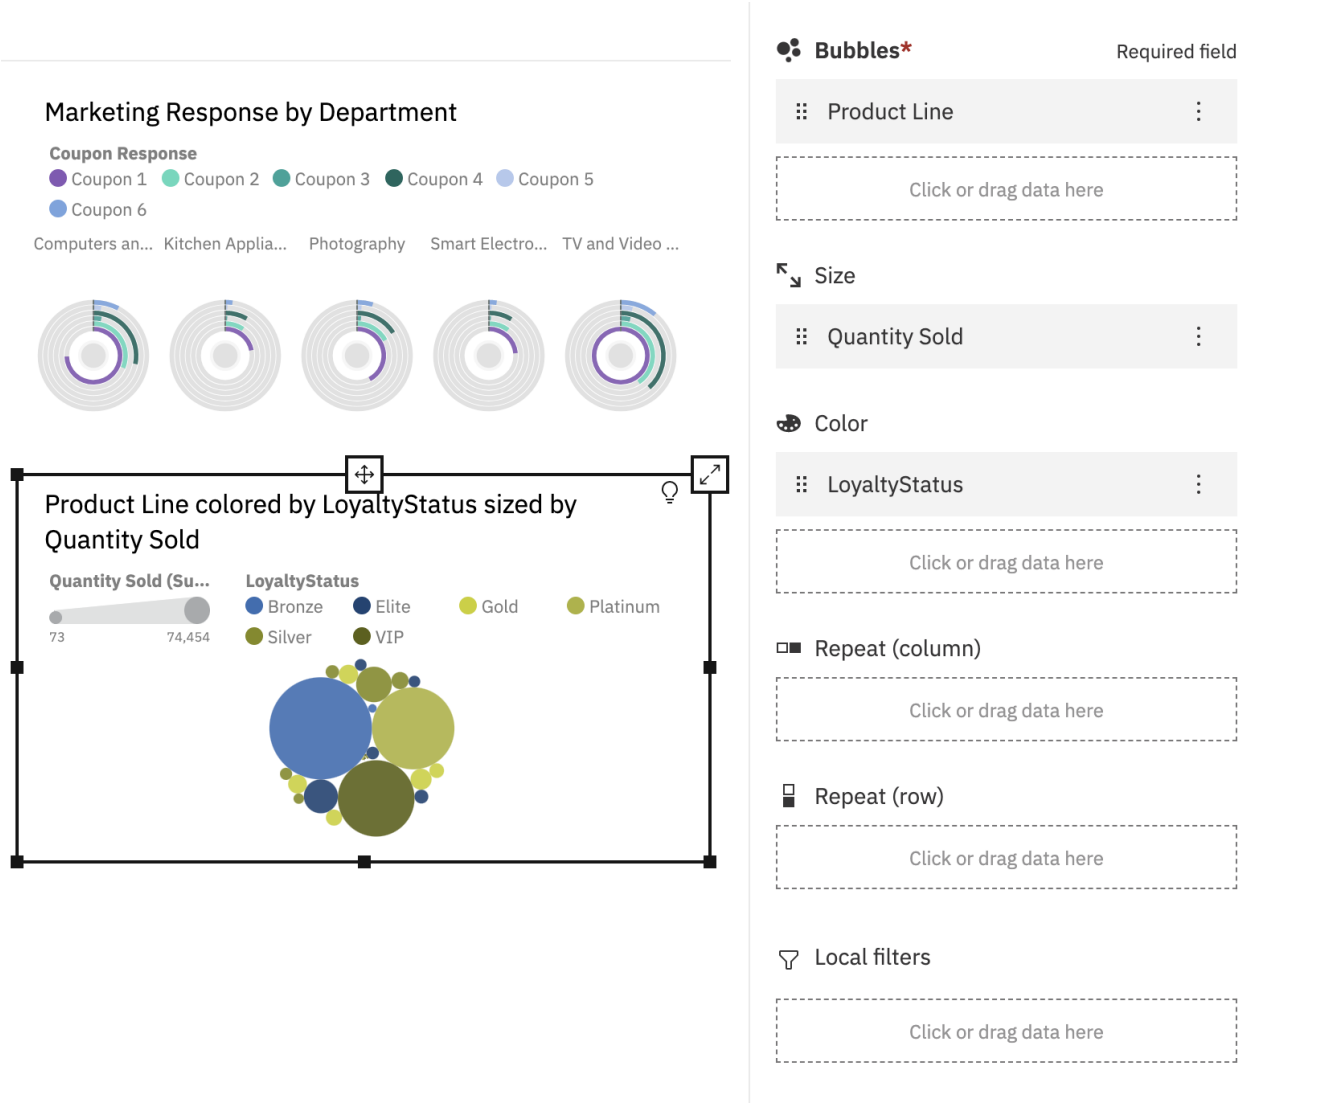 Marketing Response by Department
Coupon Response
Coupon 1 Coupon 2 Coupon 3 Coupon 4 Coupon 5
Coupon 6
Computers an... Kitchen Applia... Photography Smart Electro... TV and Video ...
Product Line colored by LoyaltyStatus sized by
Quantity Sold
Quantity Sold (Su... LoyaltyStatus
Bronze Elite Gold Platinum
73 74,454
Silver VIP
Bubbles* Required field
Product Line
Click or drag data here
Size
Quantity Sold
Color
LoyaltyStatus
Click or drag data here
Repeat (column)
Click or drag data here
Repeat (row)
Click or drag data here
Local filters
Click or drag data here